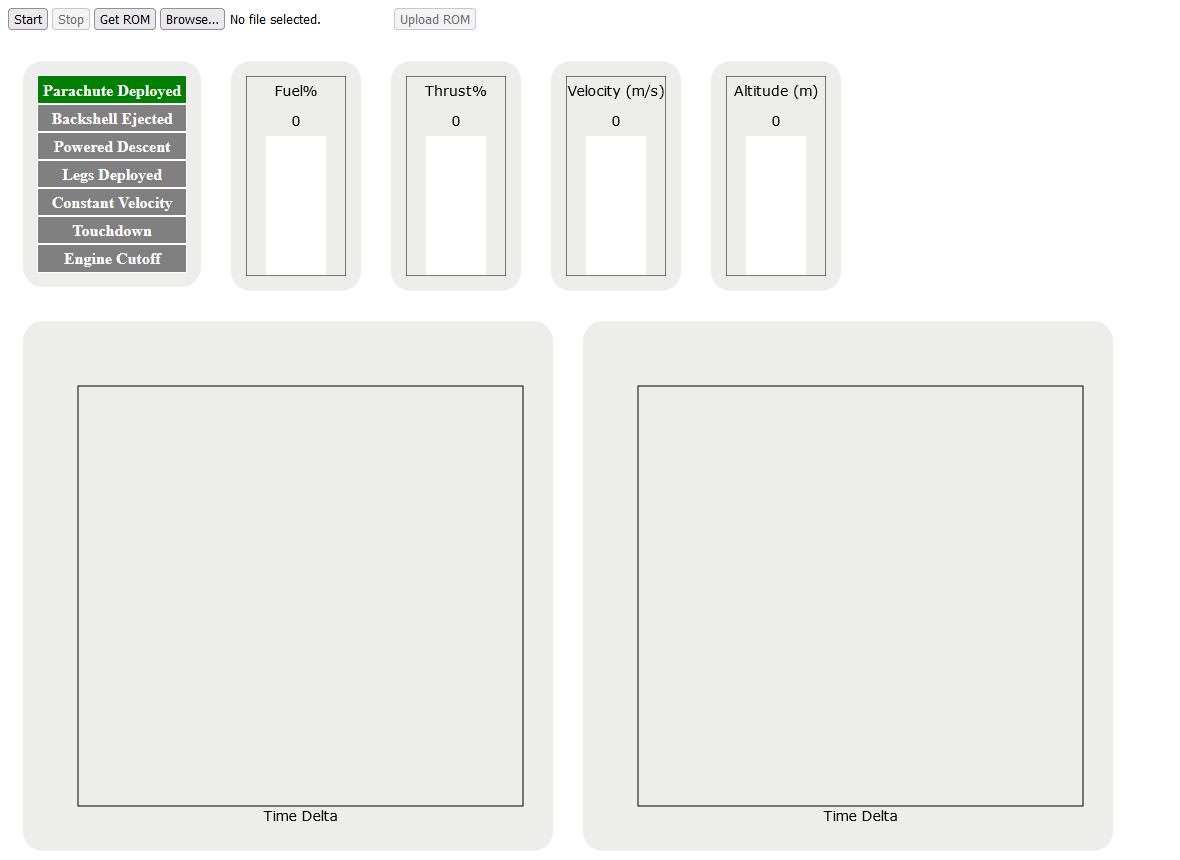 Start Stop Get ROM Browse... No file selected. Upload ROM
Parachute Deployed
Backshell Ejected
Powered Descent
Legs Deployed
Constant Velocity
Touchdown
Engine Cutoff
Fuel%
0
Thrust%
0
Velocity (m/s)
0
Altitude (m)
0
Time Delta
Time Delta